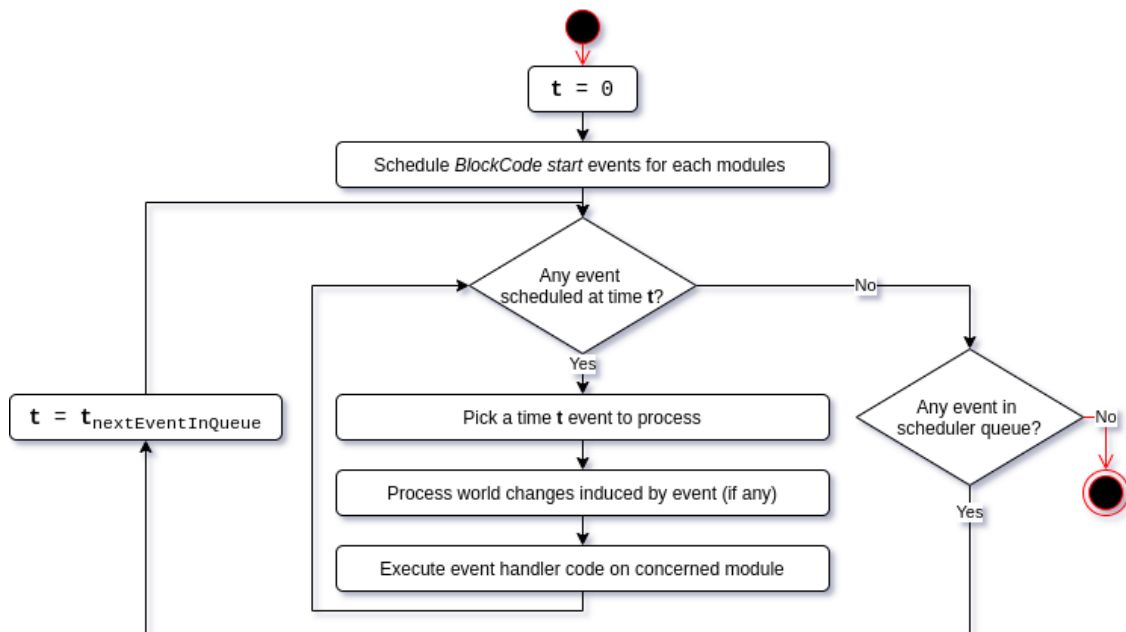 t = 0
Schedule BlockCode start events for each modules
Any event
scheduled at time t?
No
Yes
t = tnextEventInQueue
Pick a time t event to process
Any event in
scheduler queue?
No
Process world changes induced by event (if any)
Yes
Execute event handler code on concerned module